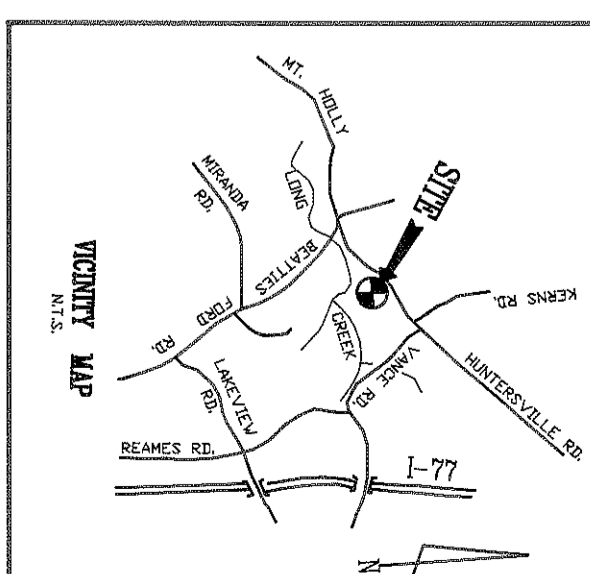 MT.
HOLLY
MIRANDA
RD.
LONG
SITE
BEATTIES
FORD
RD.
KERNS RD.
CREEK
VANCE
RD.
HUNTERSVILLE RD.
LAKEVIEW
RD.
REAMES RD.
I-77
N
VICINITY MAP
N.T.S.